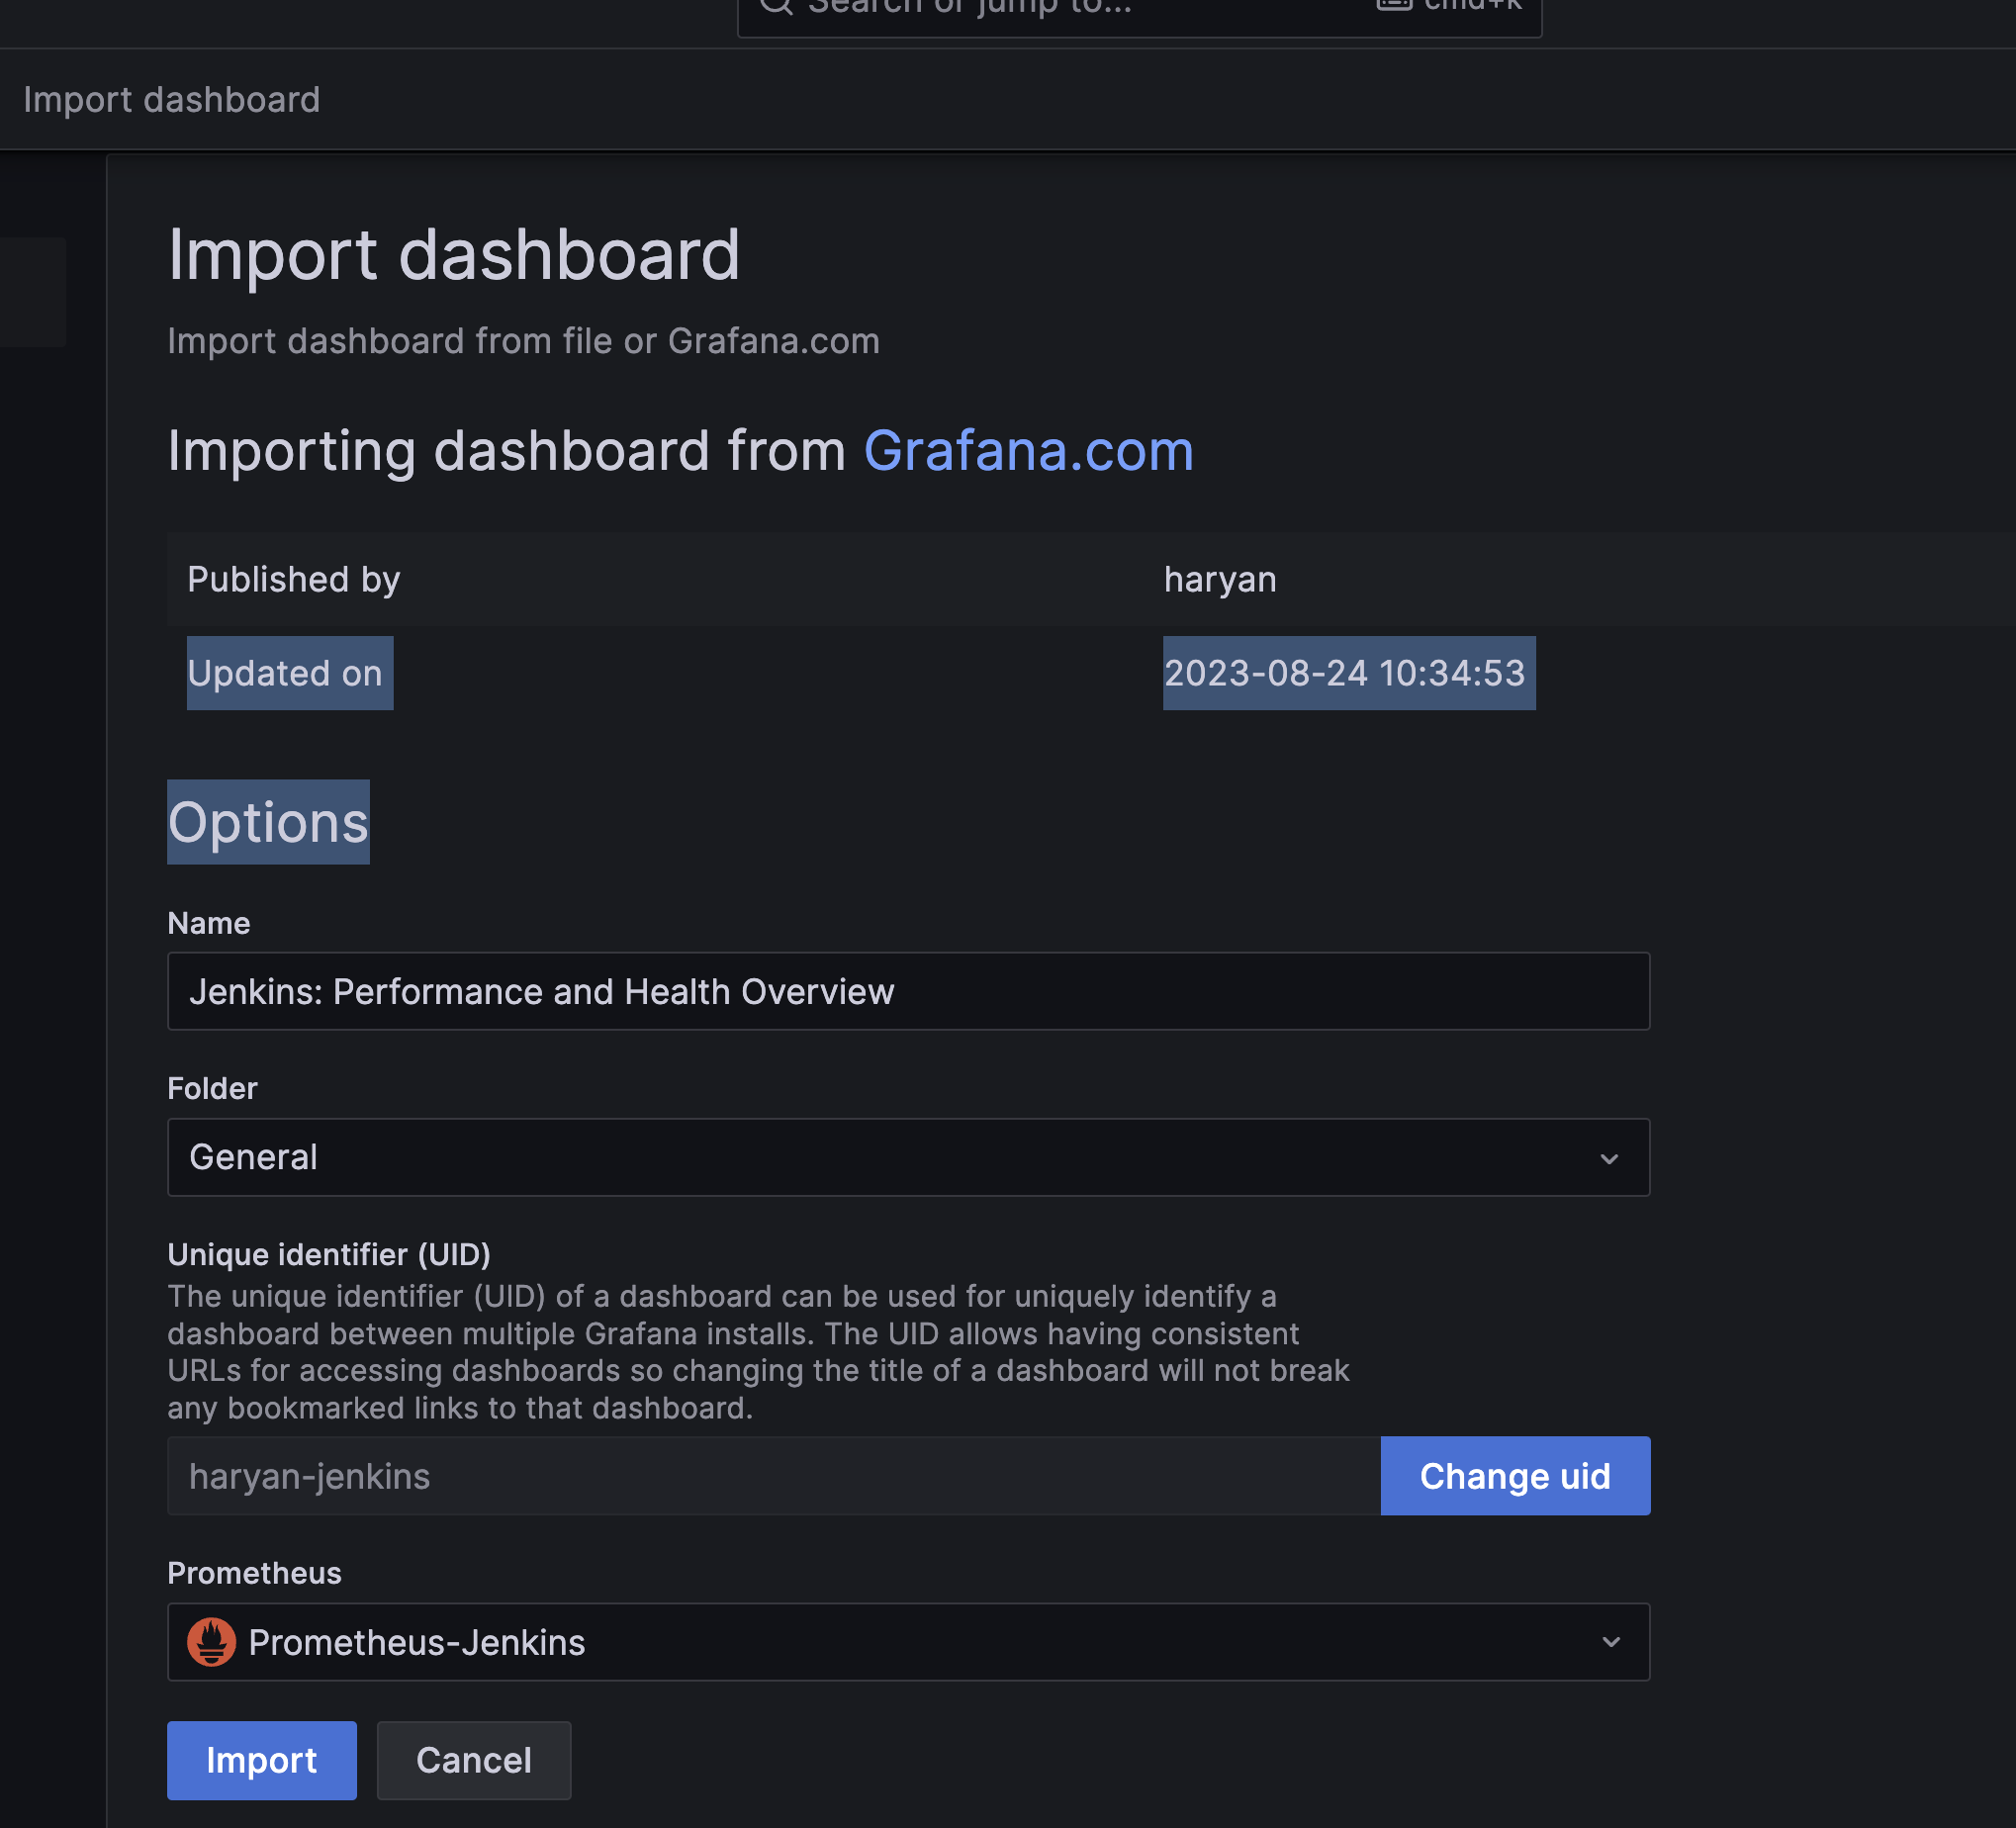 Search or jump to...
cmd+k
Import dashboard
Import dashboard
Import dashboard from file or Grafana.com
Importing dashboard from Grafana.com
Published by haryan
Updated on 2023-08-24 10:34:53
Options
Name
Jenkins: Performance and Health Overview
Folder
General
Unique identifier (UID)
The unique identifier (UID) of a dashboard can be used for uniquely identify a
dashboard between multiple Grafana installs. The UID allows having consistent
URLs for accessing dashboards so changing the title of a dashboard will not break
any bookmarked links to that dashboard.
haryan-jenkins
Change uid
Prometheus
Prometheus-Jenkins
Import
Cancel